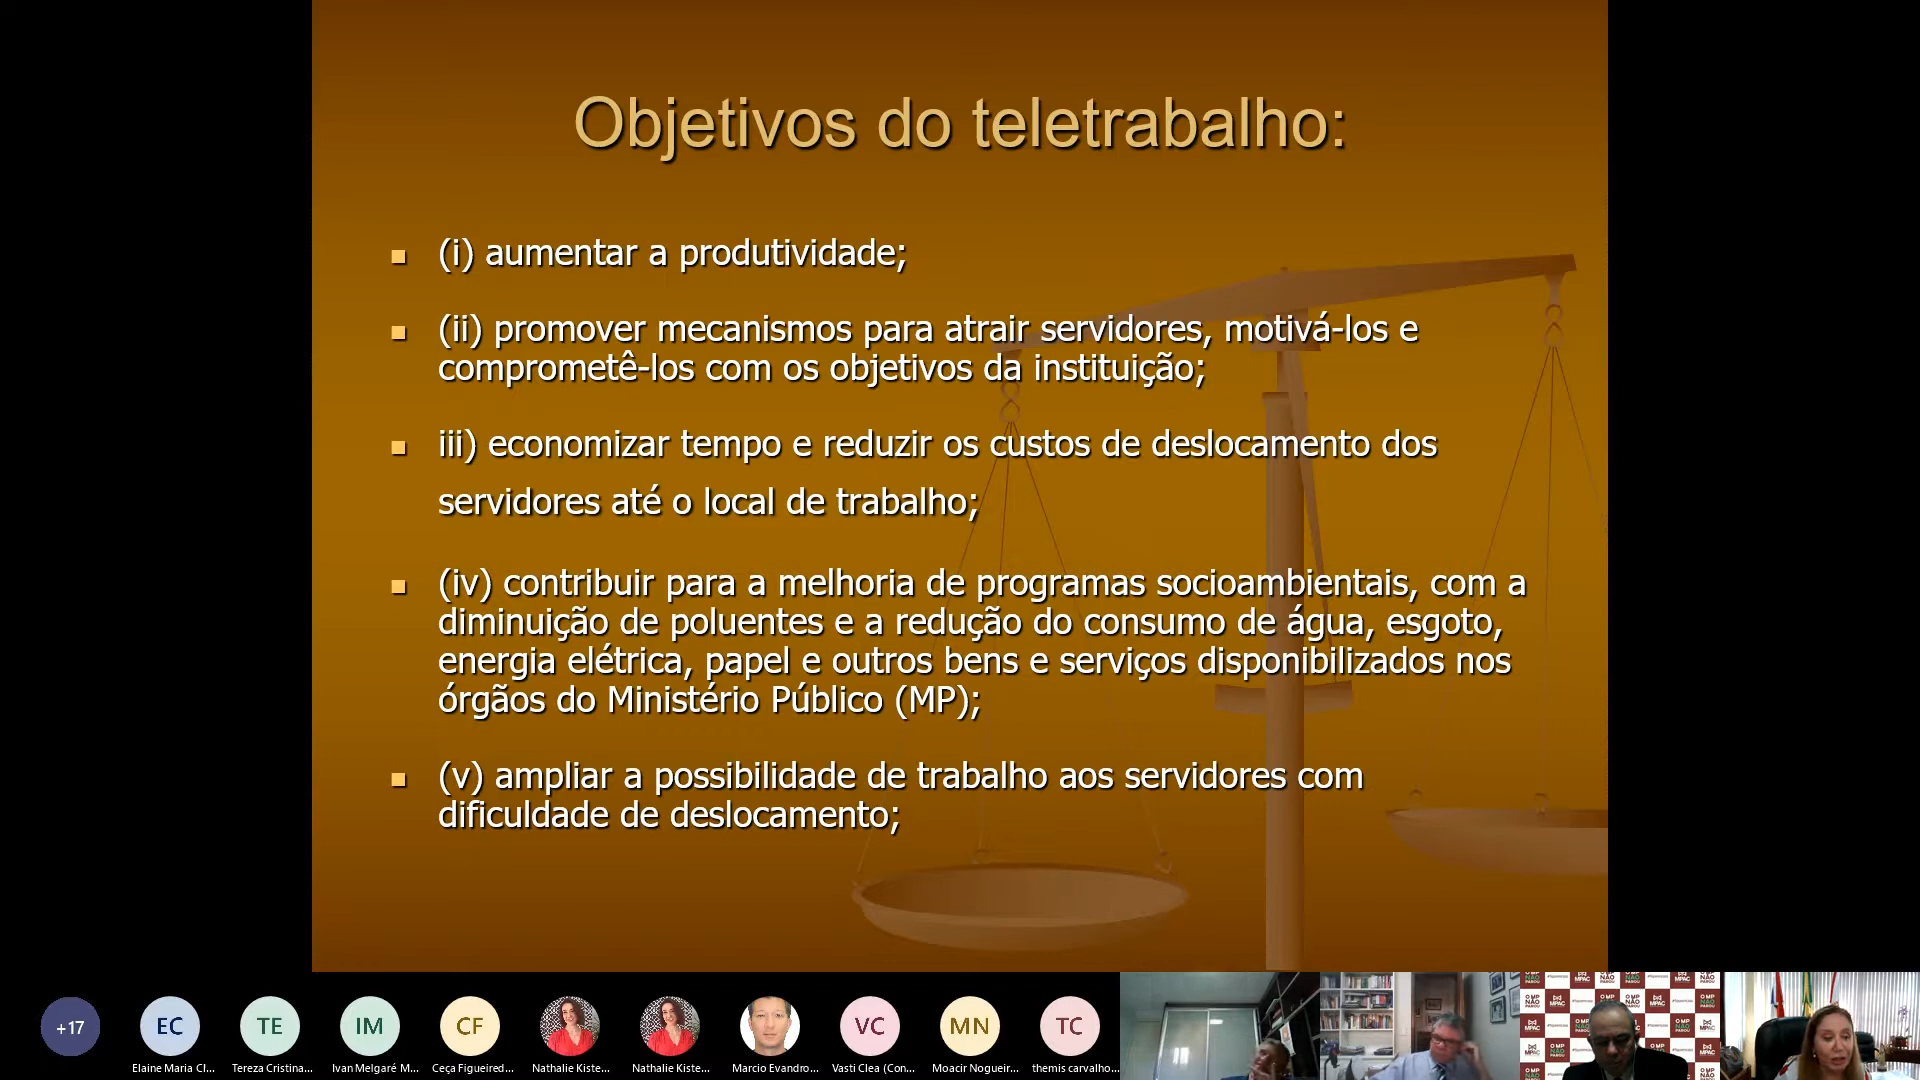 Objetivos do teletrabalho:
(i) aumentar a produtividade;
(ii) promover mecanismos para atrair servidores, motivá-los e
comprometê-los com os objetivos da instituição;
iii) economizar tempo e reduzir os custos de deslocamento dos
servidores até o local de trabalho;
(iv) contribuir para a melhoria de programas socioambientais, com a
diminuição de poluentes e a redução do consumo de água, esgoto,
energia elétrica, papel e outros bens e serviços disponibilizados nos
órgãos do Ministério Público (MP);
(v) ampliar a possibilidade de trabalho aos servidores com
dificuldade de deslocamento;
+17
EC
TE
IM
CF
VC
MN
TC
Elaine Maria Cl...
Tereza Cristina...
Ivan Melgaré M...
Ceça Figueired...
Nathalie Kiste...
Nathalie Kiste...
Marcio Evandro...
Vasti Clea (Con...
Moacir Nogueir...
themis carvalho...
O MP NÃO PAROU
MPAC